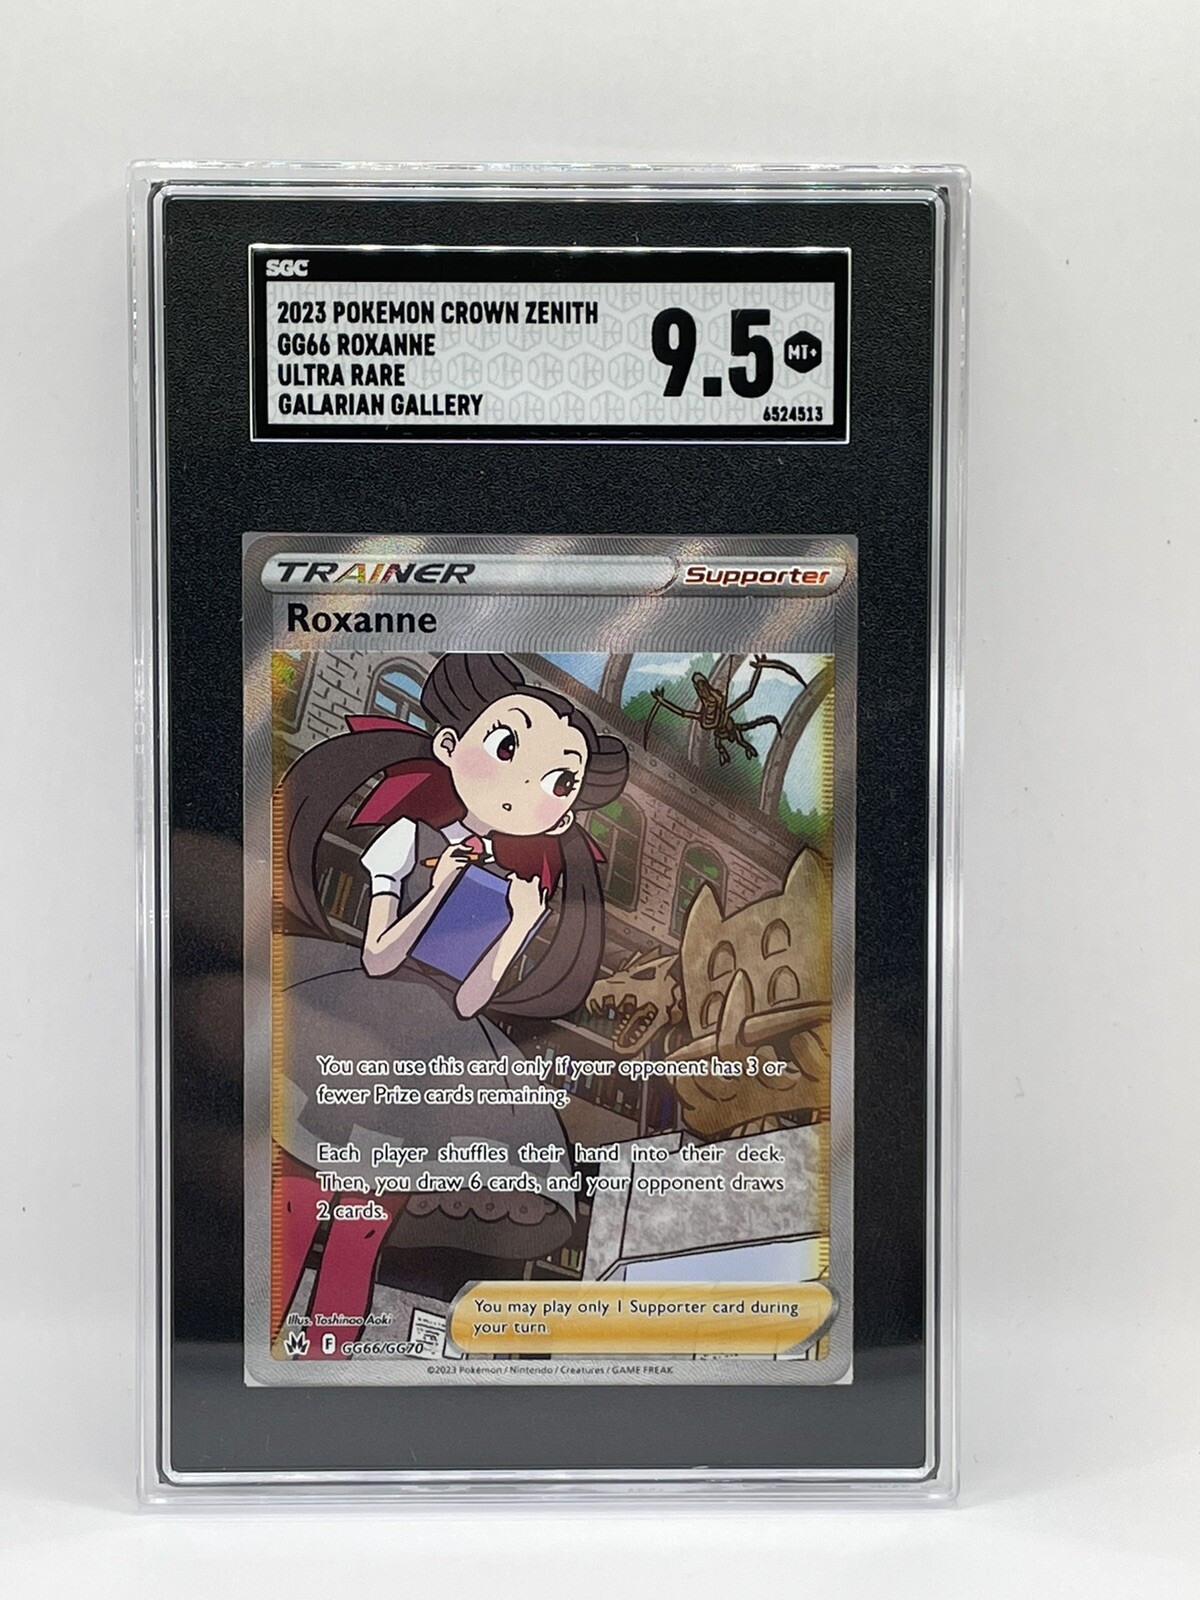 SGC
2023 POKEMON CROWN ZENITH
GG66 ROXANNE
ULTRA RARE
GALARIAN GALLERY
9.5
MT+
6524513
TRAINER
Supporter
Roxanne
You can use this card only if your opponent has 3 or
fewer Prize cards remaining.
Each player shuffles their hand into their deck.
Then, you draw 6 cards, and your opponent draws
2 cards.
You may play only 1 Supporter card during
your turn.
Illus. Toshinao Aoki
F GG66/GG70
©2023 Pokémon / Nintendo / Creatures / GAME FREAK